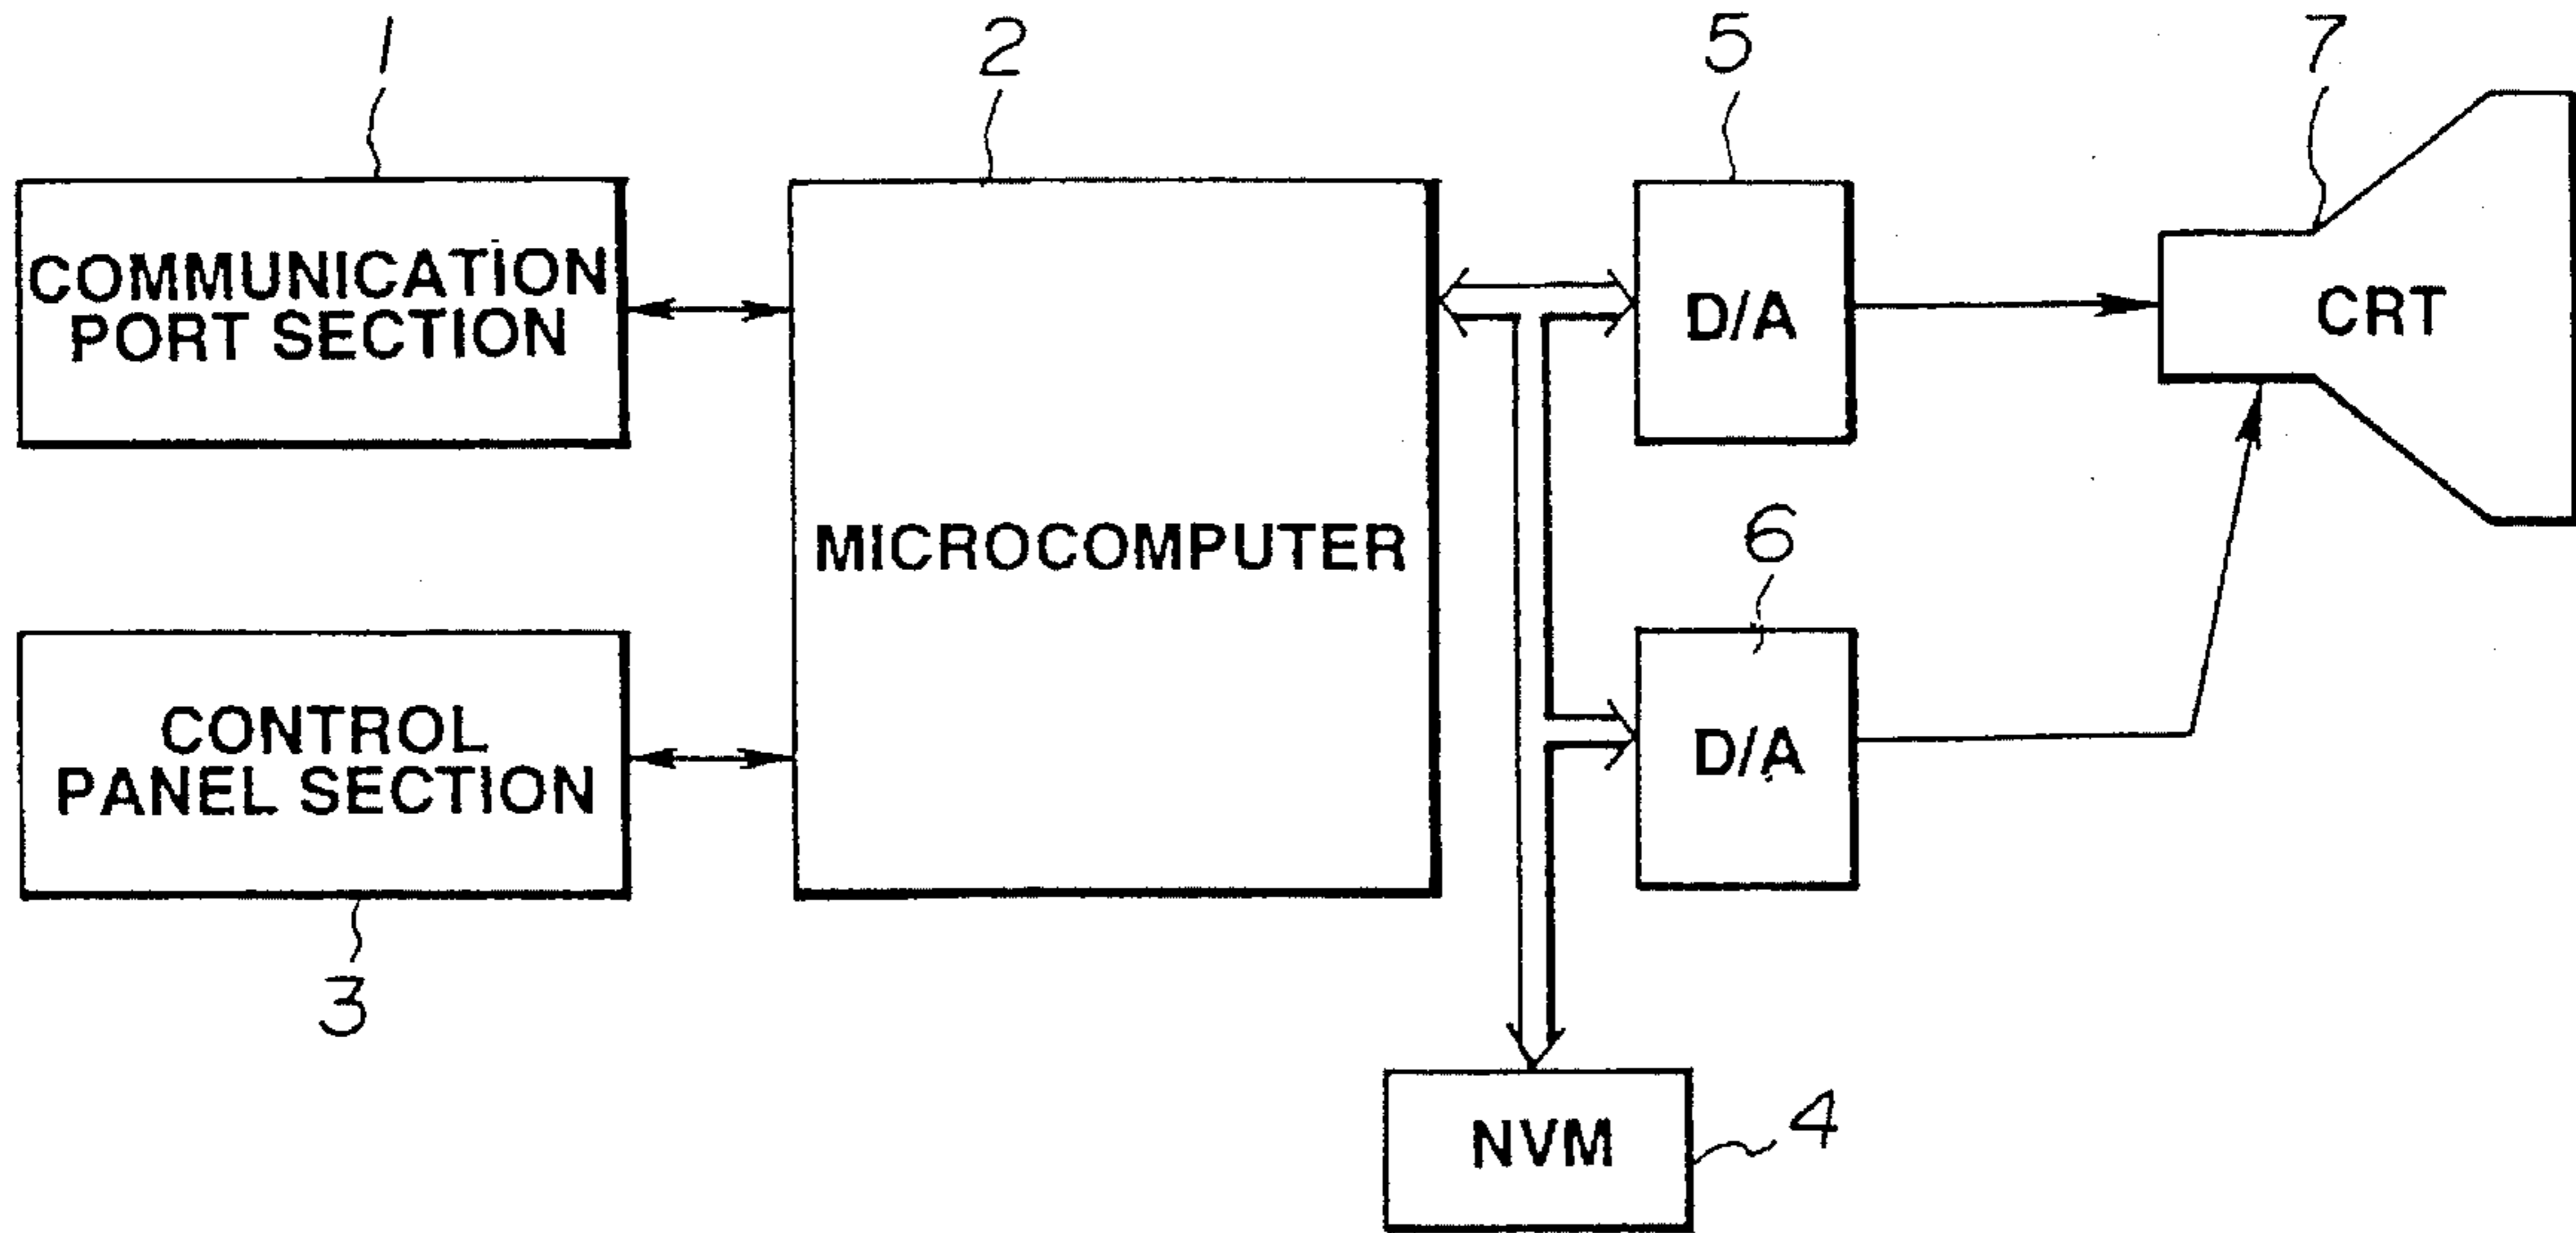 1
2
5
7
COMMUNICATION
PORT SECTION
D/A
CRT
MICROCOMPUTER
6
CONTROL
PANEL SECTION
D/A
3
NVM
4